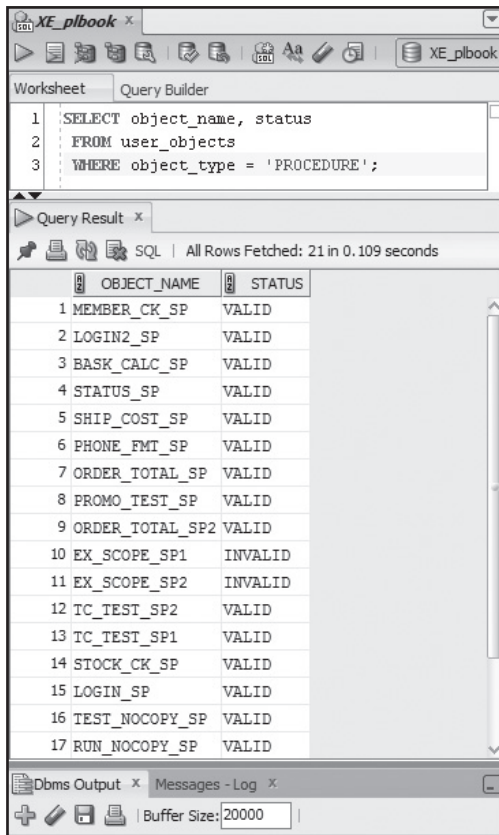 XE_plbook
SQL Aa XE_plbook
Worksheet Query Builder
1 SELECT object_name, status
2 FROM user_objects
3 WHERE object_type = 'PROCEDURE';
Query Result x
SQL | All Rows Fetched: 21 in 0.109 seconds
OBJECT_NAME STATUS
1 MEMBER_CK_SP VALID
2 LOGIN2_SP VALID
3 BASK_CALC_SP VALID
4 STATUS_SP VALID
5 SHIP_COST_SP VALID
6 PHONE_FMT_SP VALID
7 ORDER_TOTAL_SP VALID
8 PROMO_TEST_SP VALID
9 ORDER_TOTAL_SP2 VALID
10 EX_SCOPE_SP1 INVALID
11 EX_SCOPE_SP2 INVALID
12 TC_TEST_SP2 VALID
13 TC_TEST_SP1 VALID
14 STOCK_CK_SP VALID
15 LOGIN_SP VALID
16 TEST_NOCOPY_SP VALID
17 RUN_NOCOPY_SP VALID
Dbms Output x Messages - Log x
Buffer Size: 20000